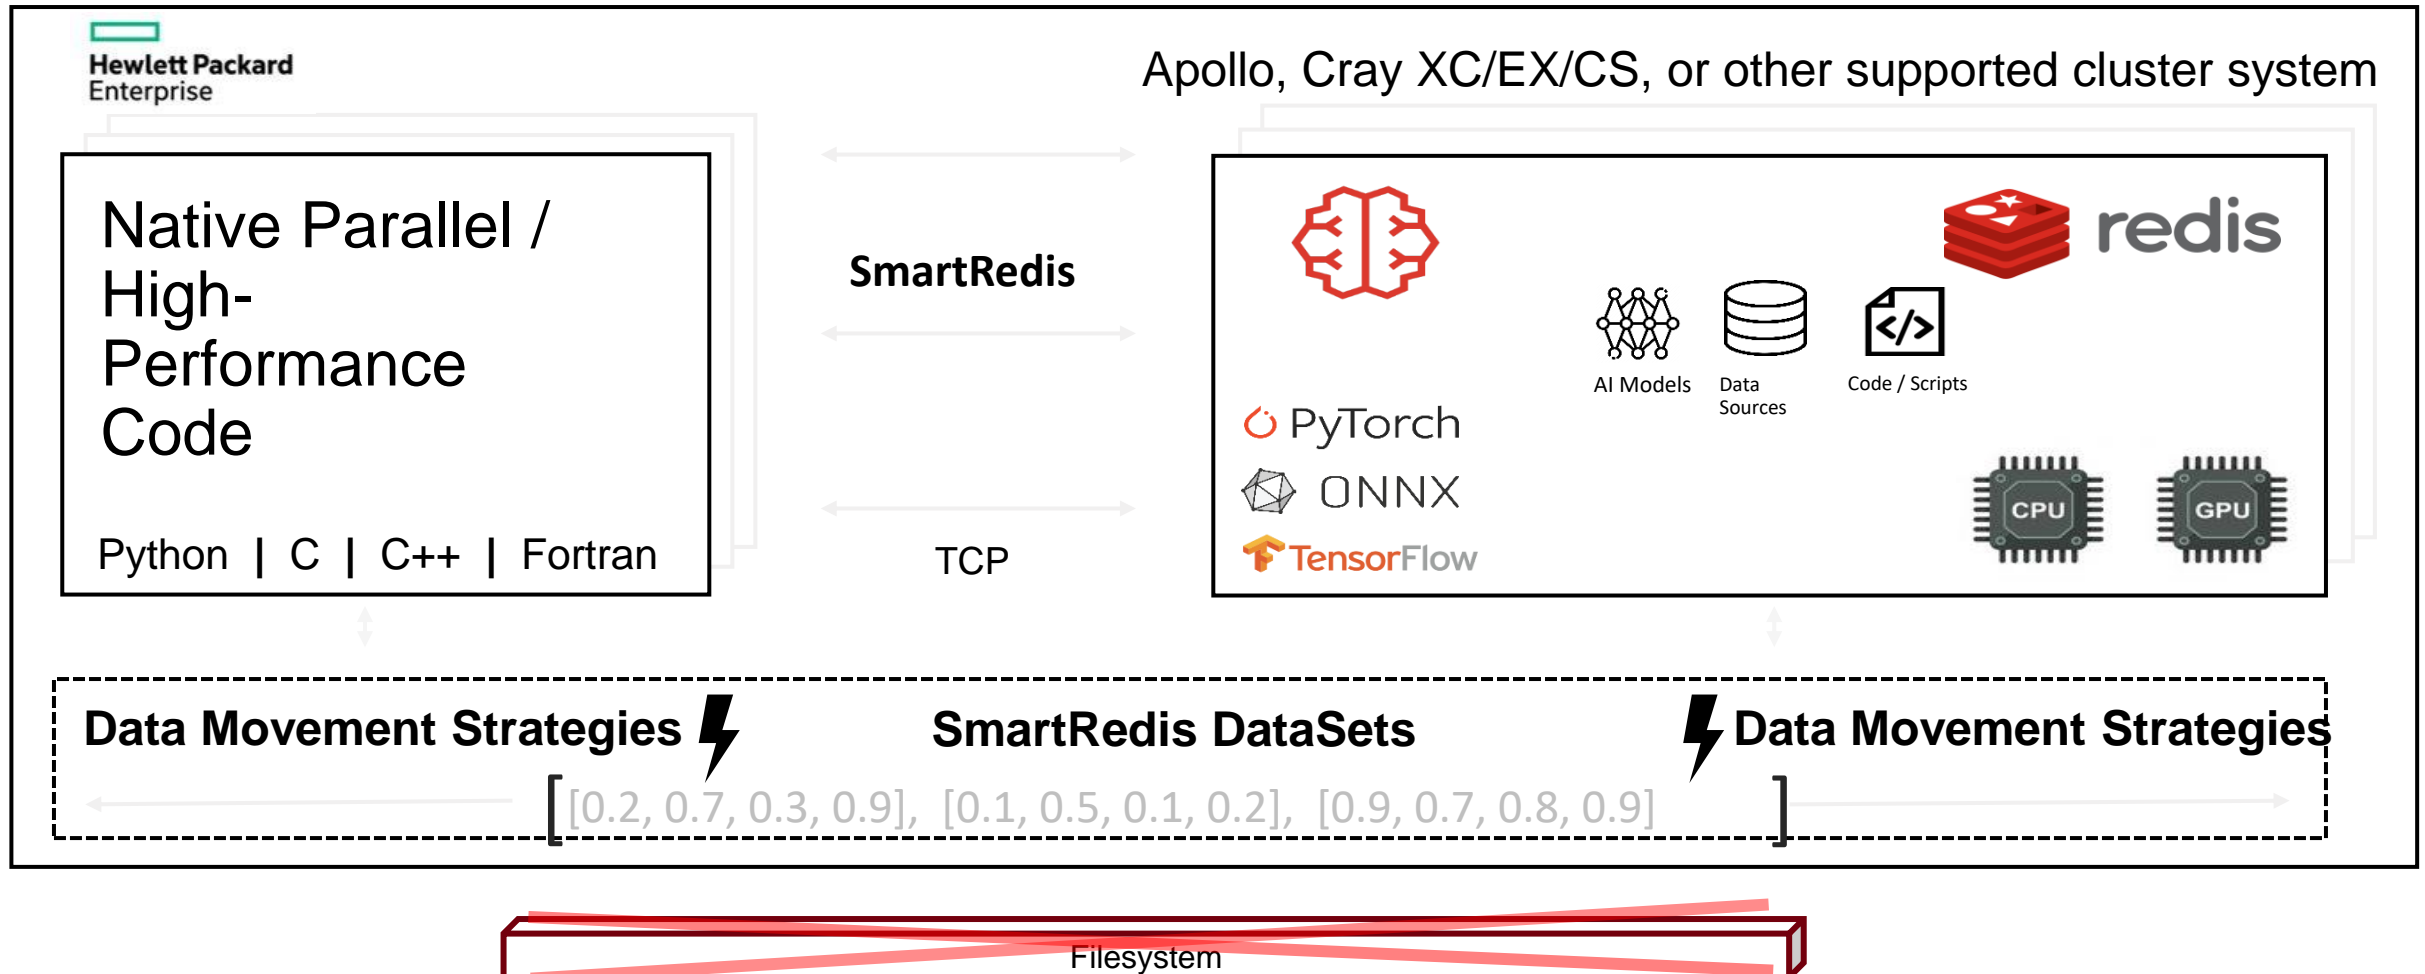 Hewlett Packard
Enterprise
Apollo, Cray XC/EX/CS, or other supported cluster system
Native Parallel /
High-
Performance
Code
Python | C | C++ | Fortran
SmartRedis
TCP
redis
AI Models
Data
Sources
Code / Scripts
PyTorch
ONNX
TensorFlow
CPU
GPU
Data Movement Strategies
SmartRedis DataSets
Data Movement Strategies
[[0.2, 0.7, 0.3, 0.9], [0.1, 0.5, 0.1, 0.2], [0.9, 0.7, 0.8, 0.9] ]
Filesystem